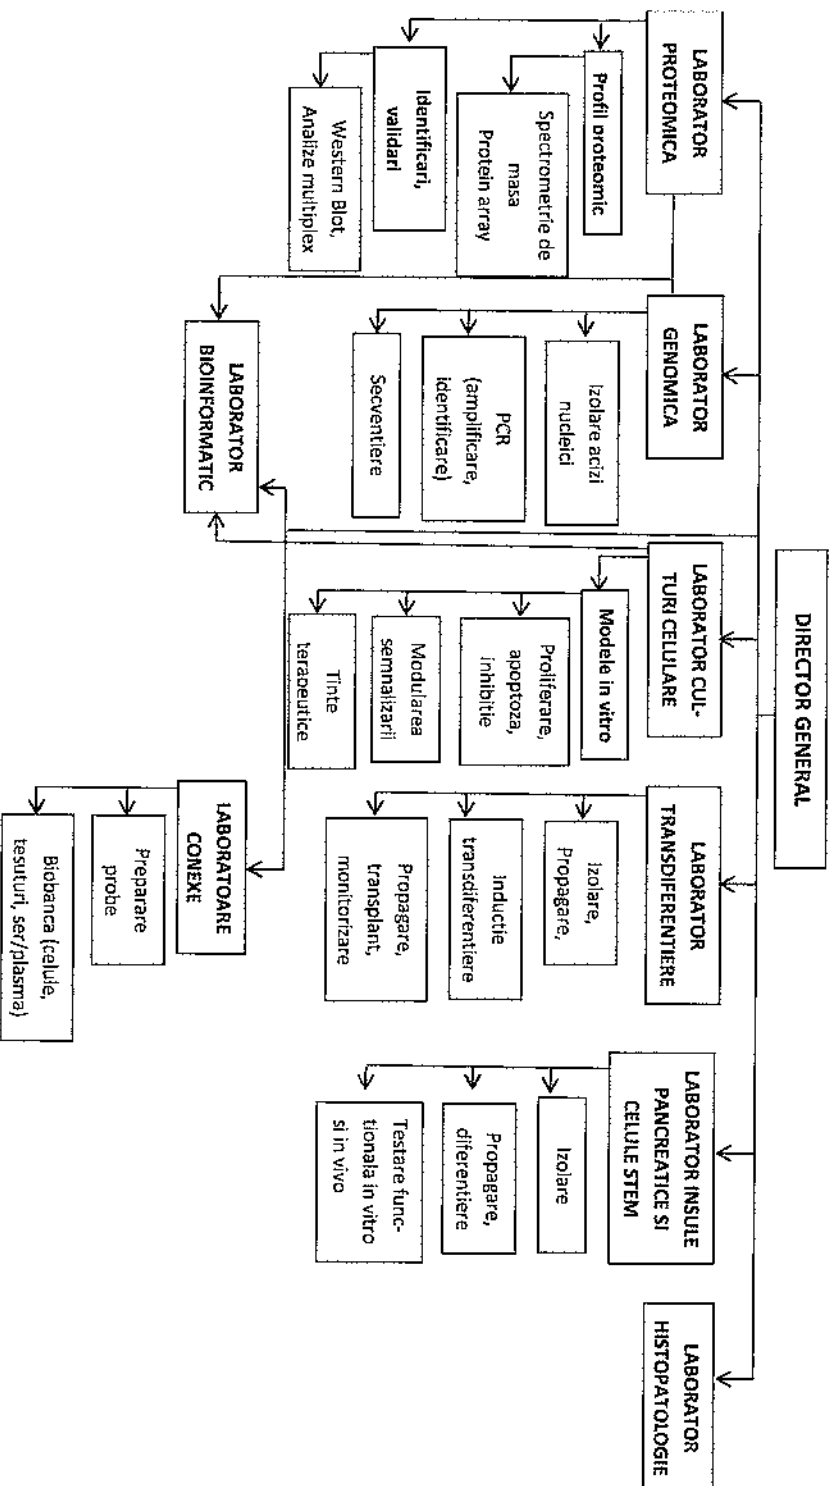 DIRECTOR GENERAL
LABORATOR
PROTEOMICA
Profil proteomic
Spectrometrie de
masa
Protein array
Identificari,
validari
Western Blot,
Analize multiplex
LABORATOR
GENOMICA
Izolare acizi
nucleici
PCR
(amplificare,
identificare)
Secventiere
LABORATOR
BIOINFORMATIC
LABORATOR CUL-
TURI CELULARE
Modele in vitro
Proliferare,
apoptoza,
inhibitie
Modularea
semnalizarii
Tinte
terapeutice
LABORATOR
TRANSDIFERENTIERE
Izolare,
Propagare,
Inductie
transdiferentiere
Propagare,
transplant,
monitorizare
LABORATOARE
CONEXE
Preparare
probe
Biobanca (celule,
tesuturi, ser/plasma)
LABORATOR INSULE
PANCREATICE SI
CELULE STEM
Izolare
Propagare,
diferentiere
Testare func-
tionala in vitro
si in vivo
LABORATOR
HISTOPATOLOGIE